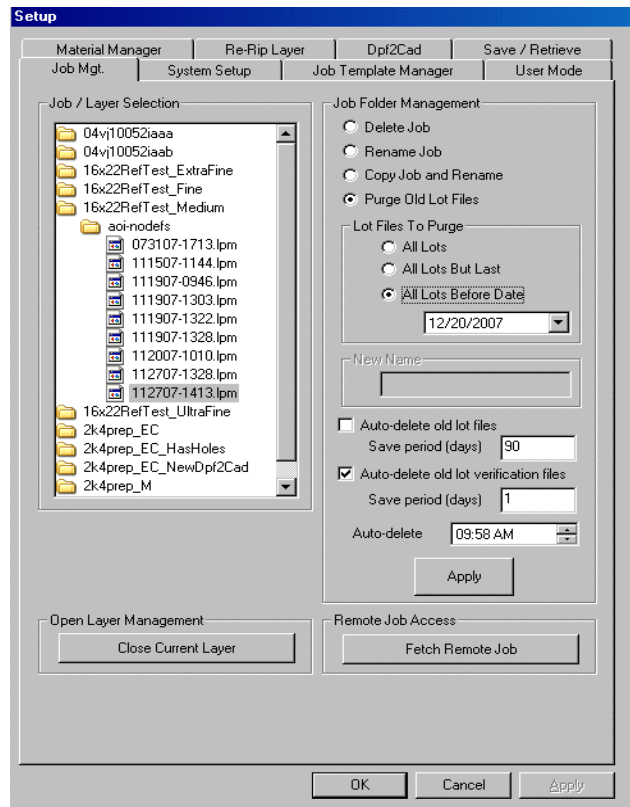 Setup
Material Manager
Re-Rip Layer
Dpf2Cad
Save / Retrieve
Job Mgt.
System Setup
Job Template Manager
User Mode
Job / Layer Selection
04vj10052iaaa
04vj10052iaab
16x22RefTest_ExtraFine
16x22RefTest_Fine
16x22RefTest_Medium
aoi-nodefs
073107-1713.lpm
111507-1144.lpm
111907-0946.lpm
111907-1303.lpm
111907-1322.lpm
111907-1328.lpm
112007-1010.lpm
112707-1328.lpm
112707-1413.lpm
16x22RefTest_UltraFine
2k4prep_EC
2k4prep_EC_HasHoles
2k4prep_EC_NewDpf2Cad
2k4prep_M
Job Folder Management
Delete Job
Rename Job
Copy Job and Rename
Purge Old Lot Files
Lot Files To Purge
All Lots
All Lots But Last
All Lots Before Date
12/20/2007
New Name
Auto-delete old lot files
Save period (days) 90
Auto-delete old lot verification files
Save period (days) 1
Auto-delete 09:58 AM
Apply
Open Layer Management
Close Current Layer
Remote Job Access
Fetch Remote Job
OK
Cancel
Apply